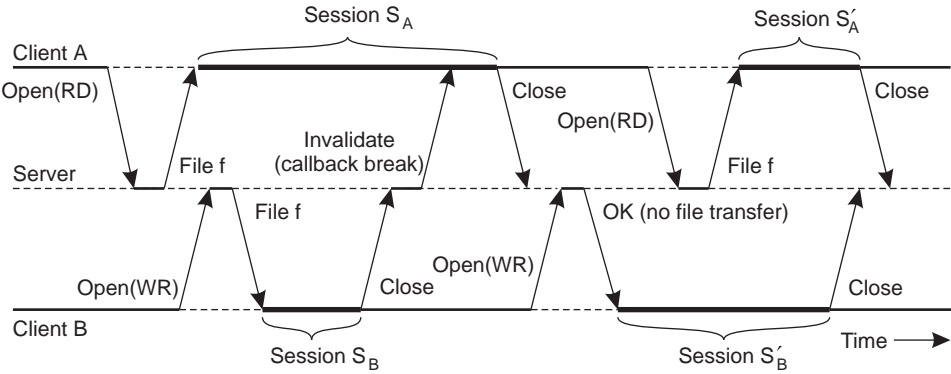 Session S_A
Session S′_A
Client A
Open(RD)
Close
Close
Open(RD)
Invalidate
(callback break)
File f
File f
Server
File f
OK (no file transfer)
Open(WR)
Close
Open(WR)
Close
Client B
Time
Session S_B
Session S′_B